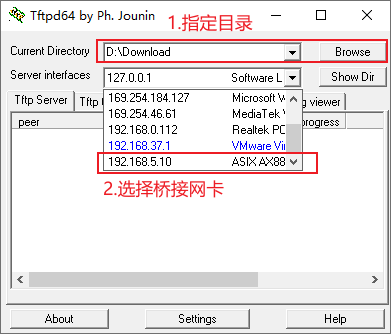 Tftpd64 by Ph. Jounin
1.指定目录
Current Directory D:\Download Browse
Server interfaces 127.0.0.1 Software L Show Dir
Tftp Server Tftp viewer
169.254.184.127 Microsoft
169.254.46.61 MediaTek
peer progress
192.168.0.112 Realtek PC
192.168.37.1 VMware Vir
192.168.5.10 ASIX AX88
2.选择桥接网卡
About Settings Help